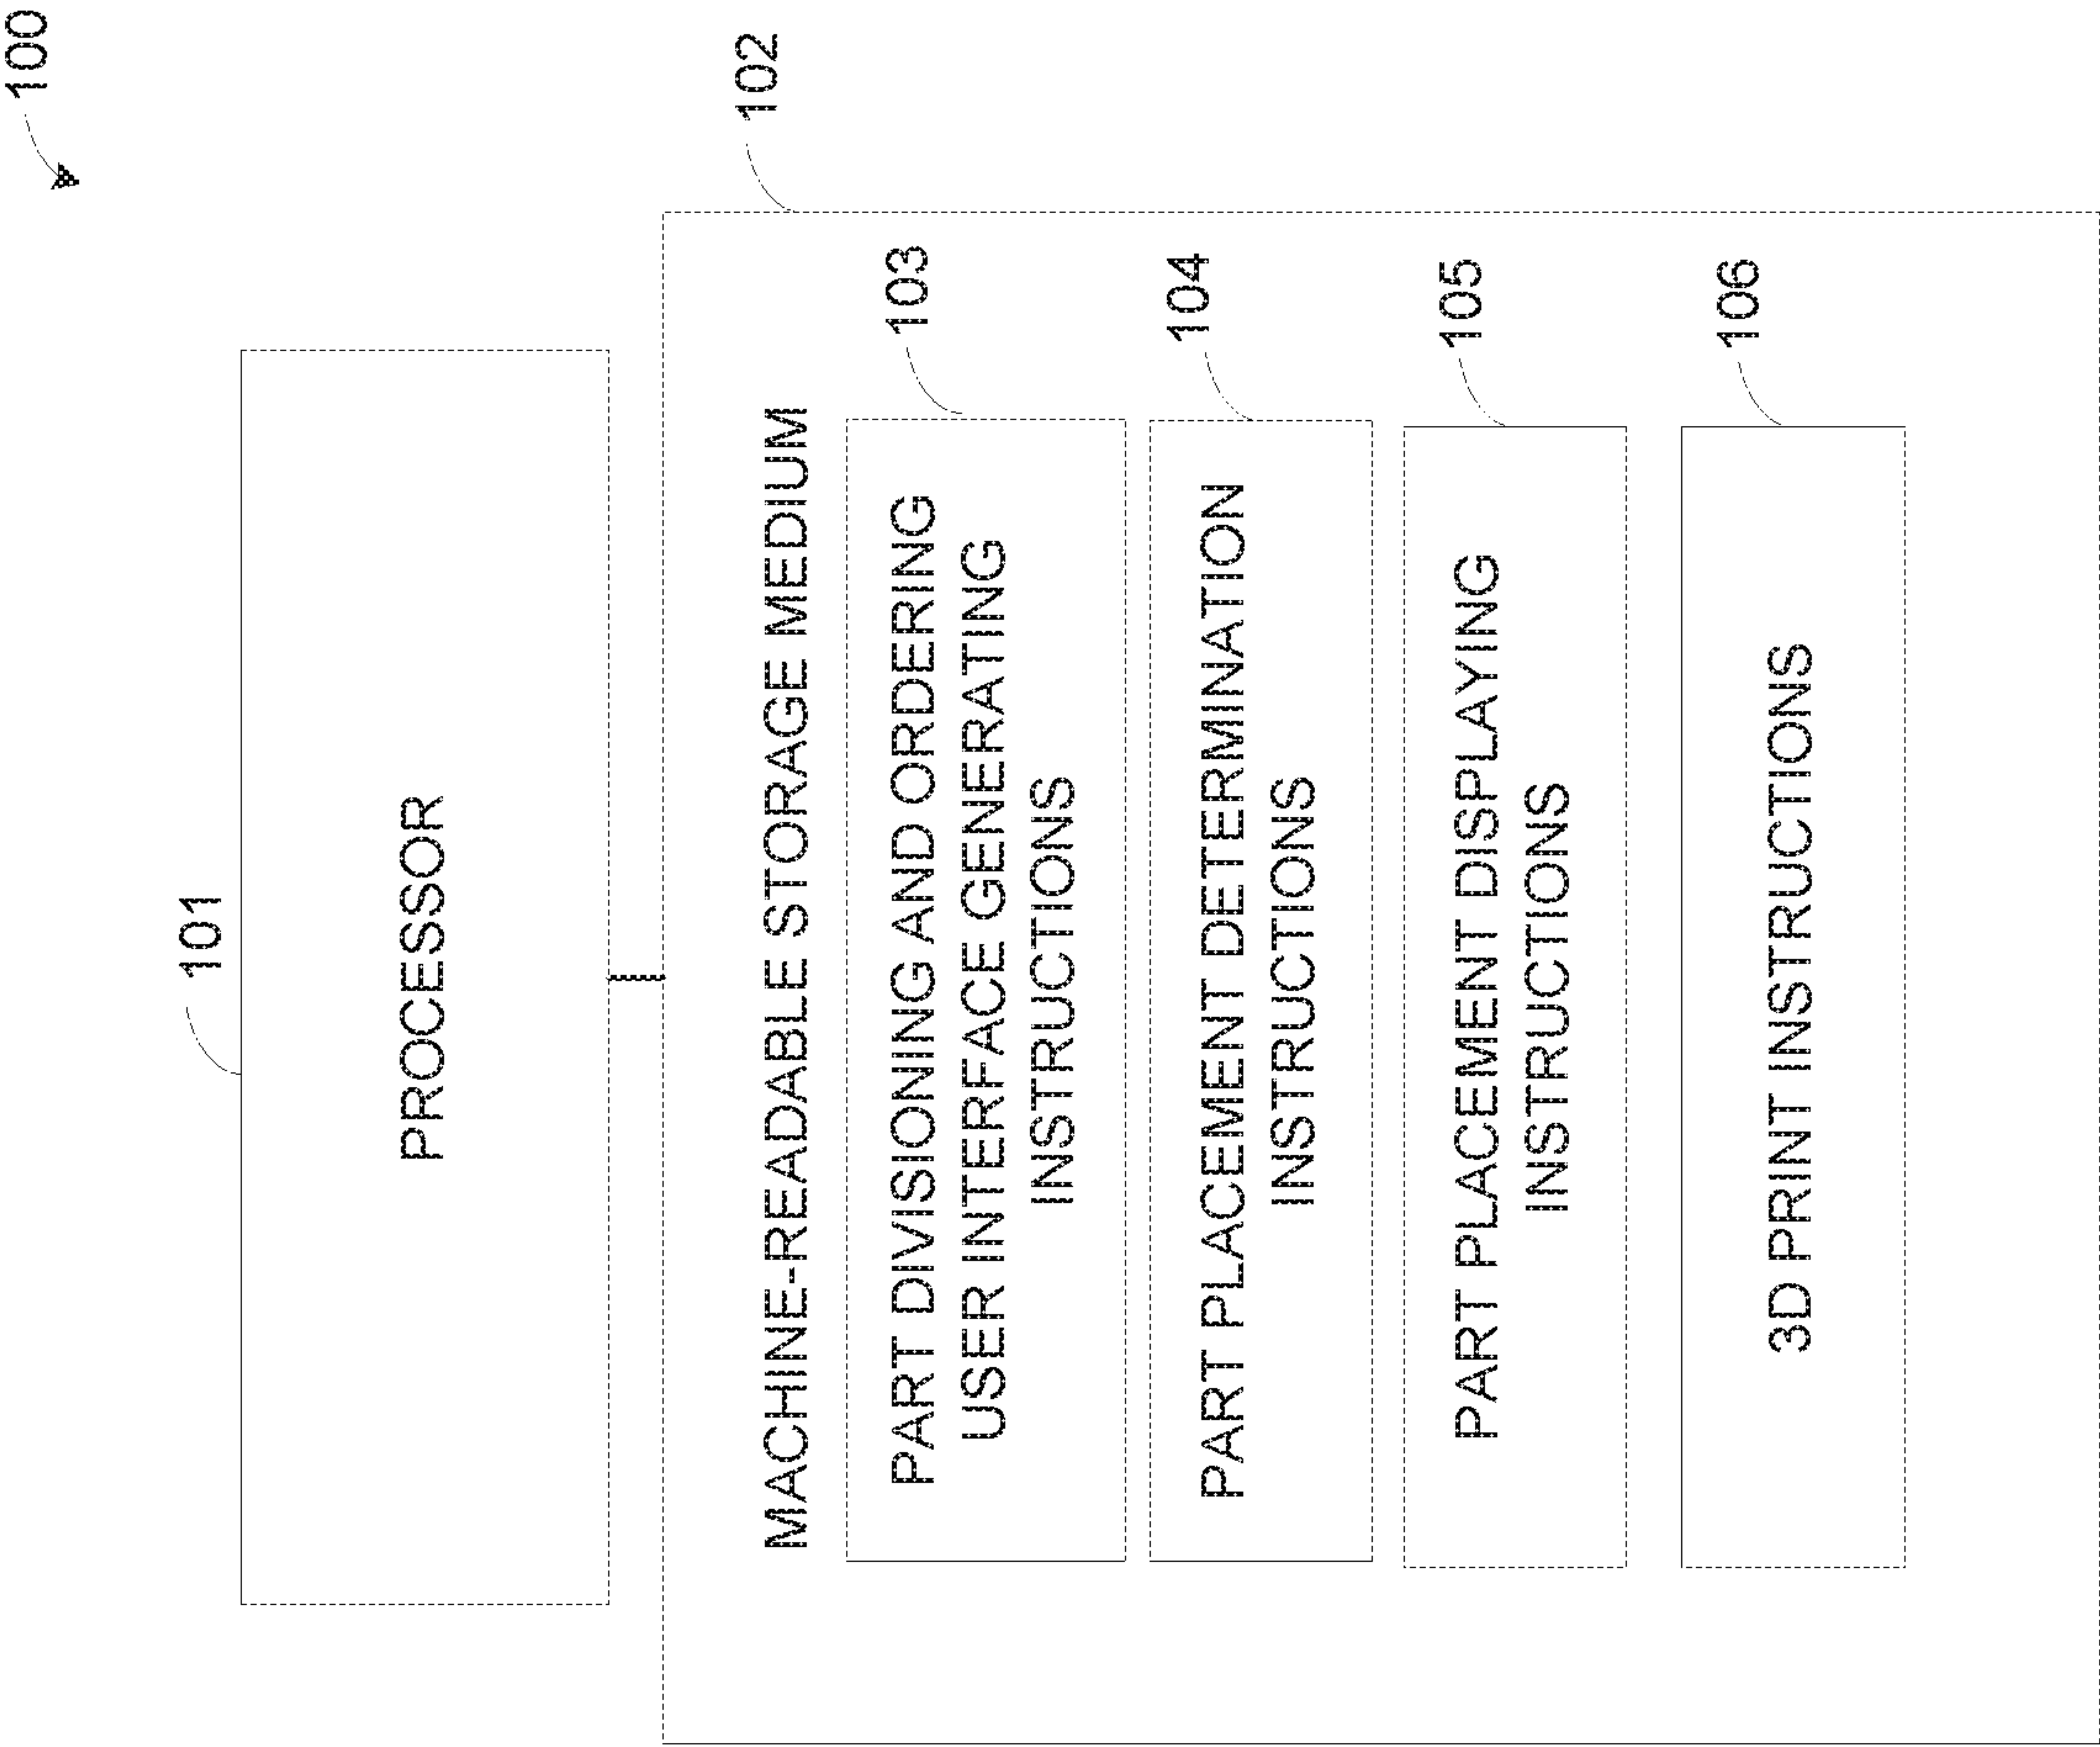 100
101
PROCESSOR
102
MACHINE-READABLE STORAGE MEDIUM
103
PART DIVISIONING AND ORDERING
USER INTERFACE GENERATING
INSTRUCTIONS
104
PART PLACEMENT DETERMINATION
INSTRUCTIONS
105
PART PLACEMENT DISPLAYING
INSTRUCTIONS
106
3D PRINT INSTRUCTIONS